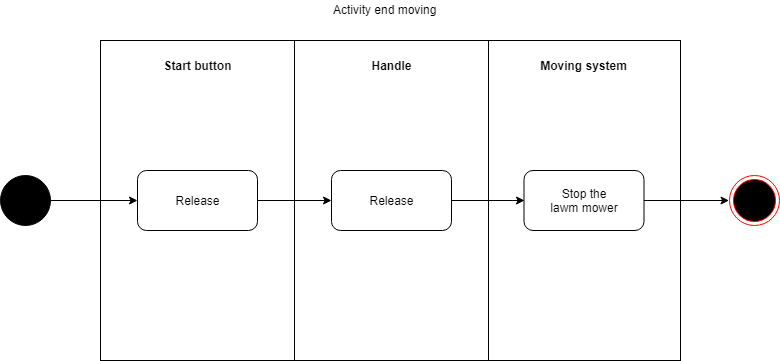 Activity end moving
Start button
Handle
Moving system
Release
Release
Stop the
lawm mower